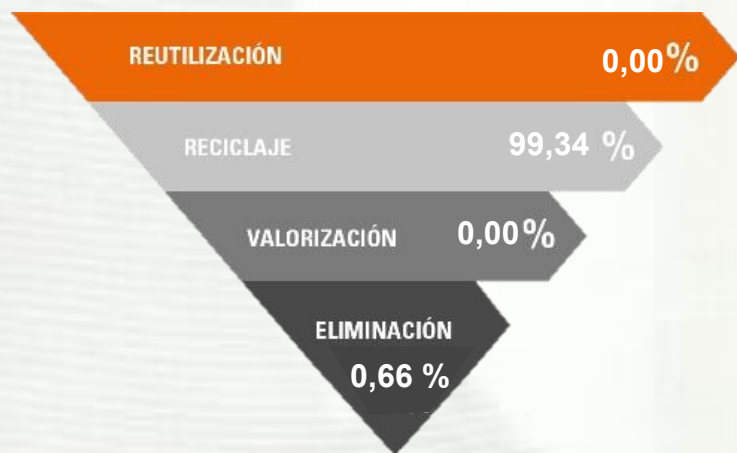 REUTILIZACIÓN 0,00%
RECICLAJE 99,34 %
VALORIZACIÓN 0,00%
ELIMINACIÓN
0,66 %